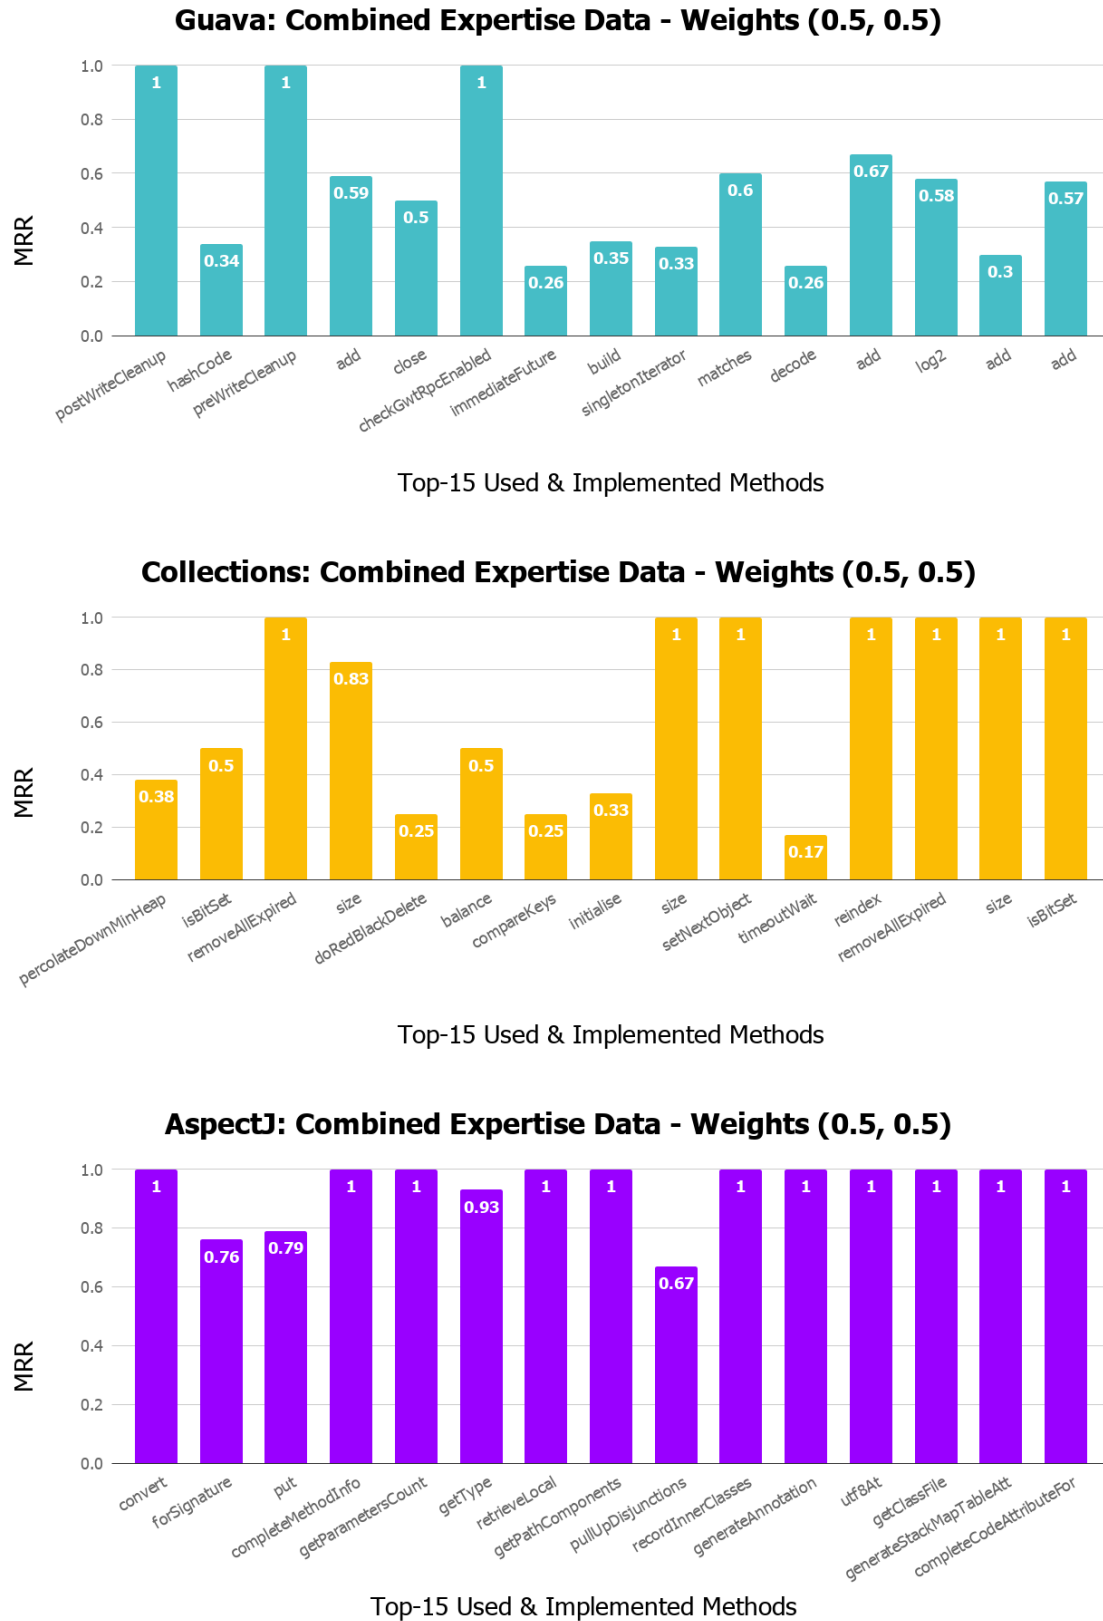 Guava: Combined Expertise Data - Weights (0.5, 0.5)
MRR
1.0
0.8
0.6
0.4
0.2
0.0
1
0.34
1
0.59
0.5
1
0.26
0.35
0.33
0.6
0.26
0.67
0.58
0.3
0.57
postWriteCleanup
hashCode
preWriteCleanup
add
close
checkGwtRpcEnabled
immediateFuture
build
singletonIterator
matches
decode
add
log2
add
add
Top-15 Used & Implemented Methods
Collections: Combined Expertise Data - Weights (0.5, 0.5)
MRR
1.0
0.8
0.6
0.4
0.2
0.0
0.38
0.5
1
0.83
0.25
0.5
0.25
0.33
1
1
0.17
1
1
1
1
percolateDownMinHeap
isBitSet
removeAllExpired
size
doRedBlackDelete
balance
compareKeys
initialise
size
setNextObject
timeoutWait
reindex
removeAllExpired
size
isBitSet
Top-15 Used & Implemented Methods
AspectJ: Combined Expertise Data - Weights (0.5, 0.5)
MRR
1.0
0.8
0.6
0.4
0.2
0.0
1
0.76
0.79
1
1
0.93
1
1
0.67
1
1
1
1
1
1
convert
forSignature
put
completeMethodInfo
getParametersCount
getType
retrieveLocal
getPathComponents
pullUpDisjunctions
recordInnerClasses
generateAnnotation
utf8At
getClassFile
generateStackMapTableAtt
completeCodeAttributeFor
Top-15 Used & Implemented Methods